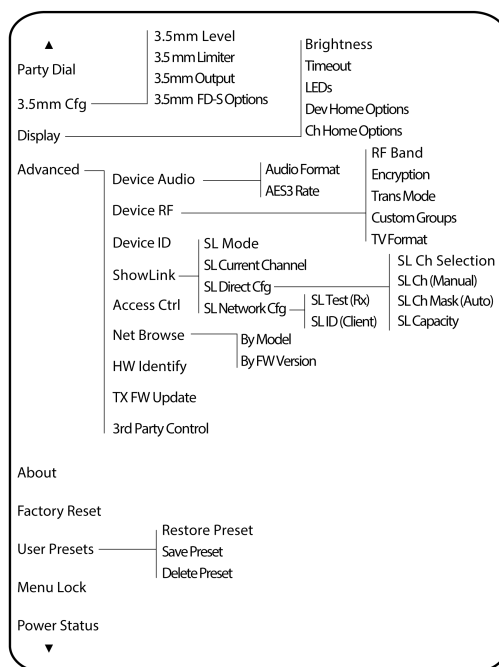 ▲
Party Dial
3.5mm Cfg
3.5mm Level
3.5 mm Limiter
3.5mm Output
3.5mm FD-S Options
Display
Brightness
Timeout
LEDs
Dev Home Options
Ch Home Options
Advanced
Device Audio
Audio Format
AES3 Rate
Device RF
RF Band
Encryption
Trans Mode
Custom Groups
TV Format
Device ID
ShowLink
SL Mode
SL Current Channel
SL Direct Cfg
SL Ch Selection
SL Ch (Manual)
SL Ch Mask (Auto)
SL Capacity
SL Network Cfg
SL Test (Rx)
SL ID (Client)
Access Ctrl
Net Browse
By Model
By FW Version
HW Identify
TX FW Update
3rd Party Control
About
Factory Reset
User Presets
Restore Preset
Save Preset
Delete Preset
Menu Lock
Power Status
▼